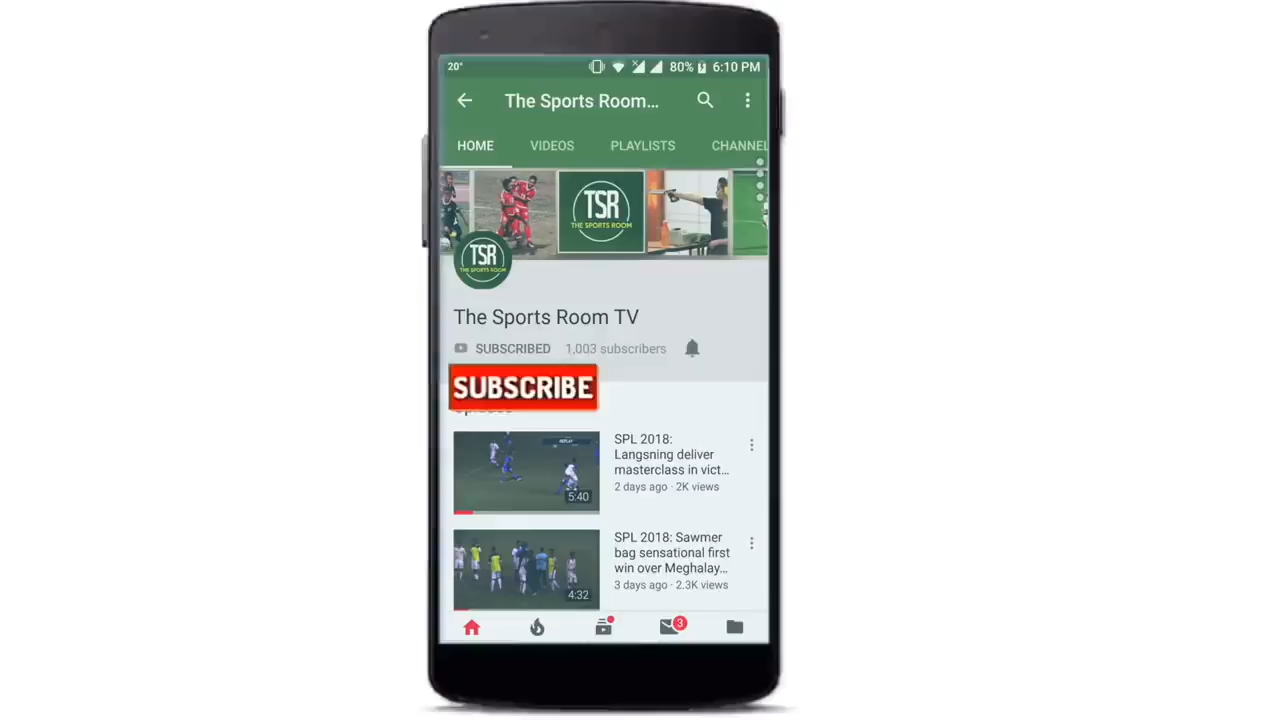 20°
80%
6:10 PM
The Sports Room...
HOME
VIDEOS
PLAYLISTS
CHANNEL
TSR
THE SPORTS ROOM
TSR
THE SPORTS ROOM
The Sports Room TV
SUBSCRIBED
1,003 subscribers
SUBSCRIBE
REPLAY
5:40
SPL 2018:
Langsning deliver
masterclass in vict...
2 days ago · 2K views
4:32
SPL 2018: Sawmer
bag sensational first
win over Meghalay...
3 days ago · 2.3K views
3